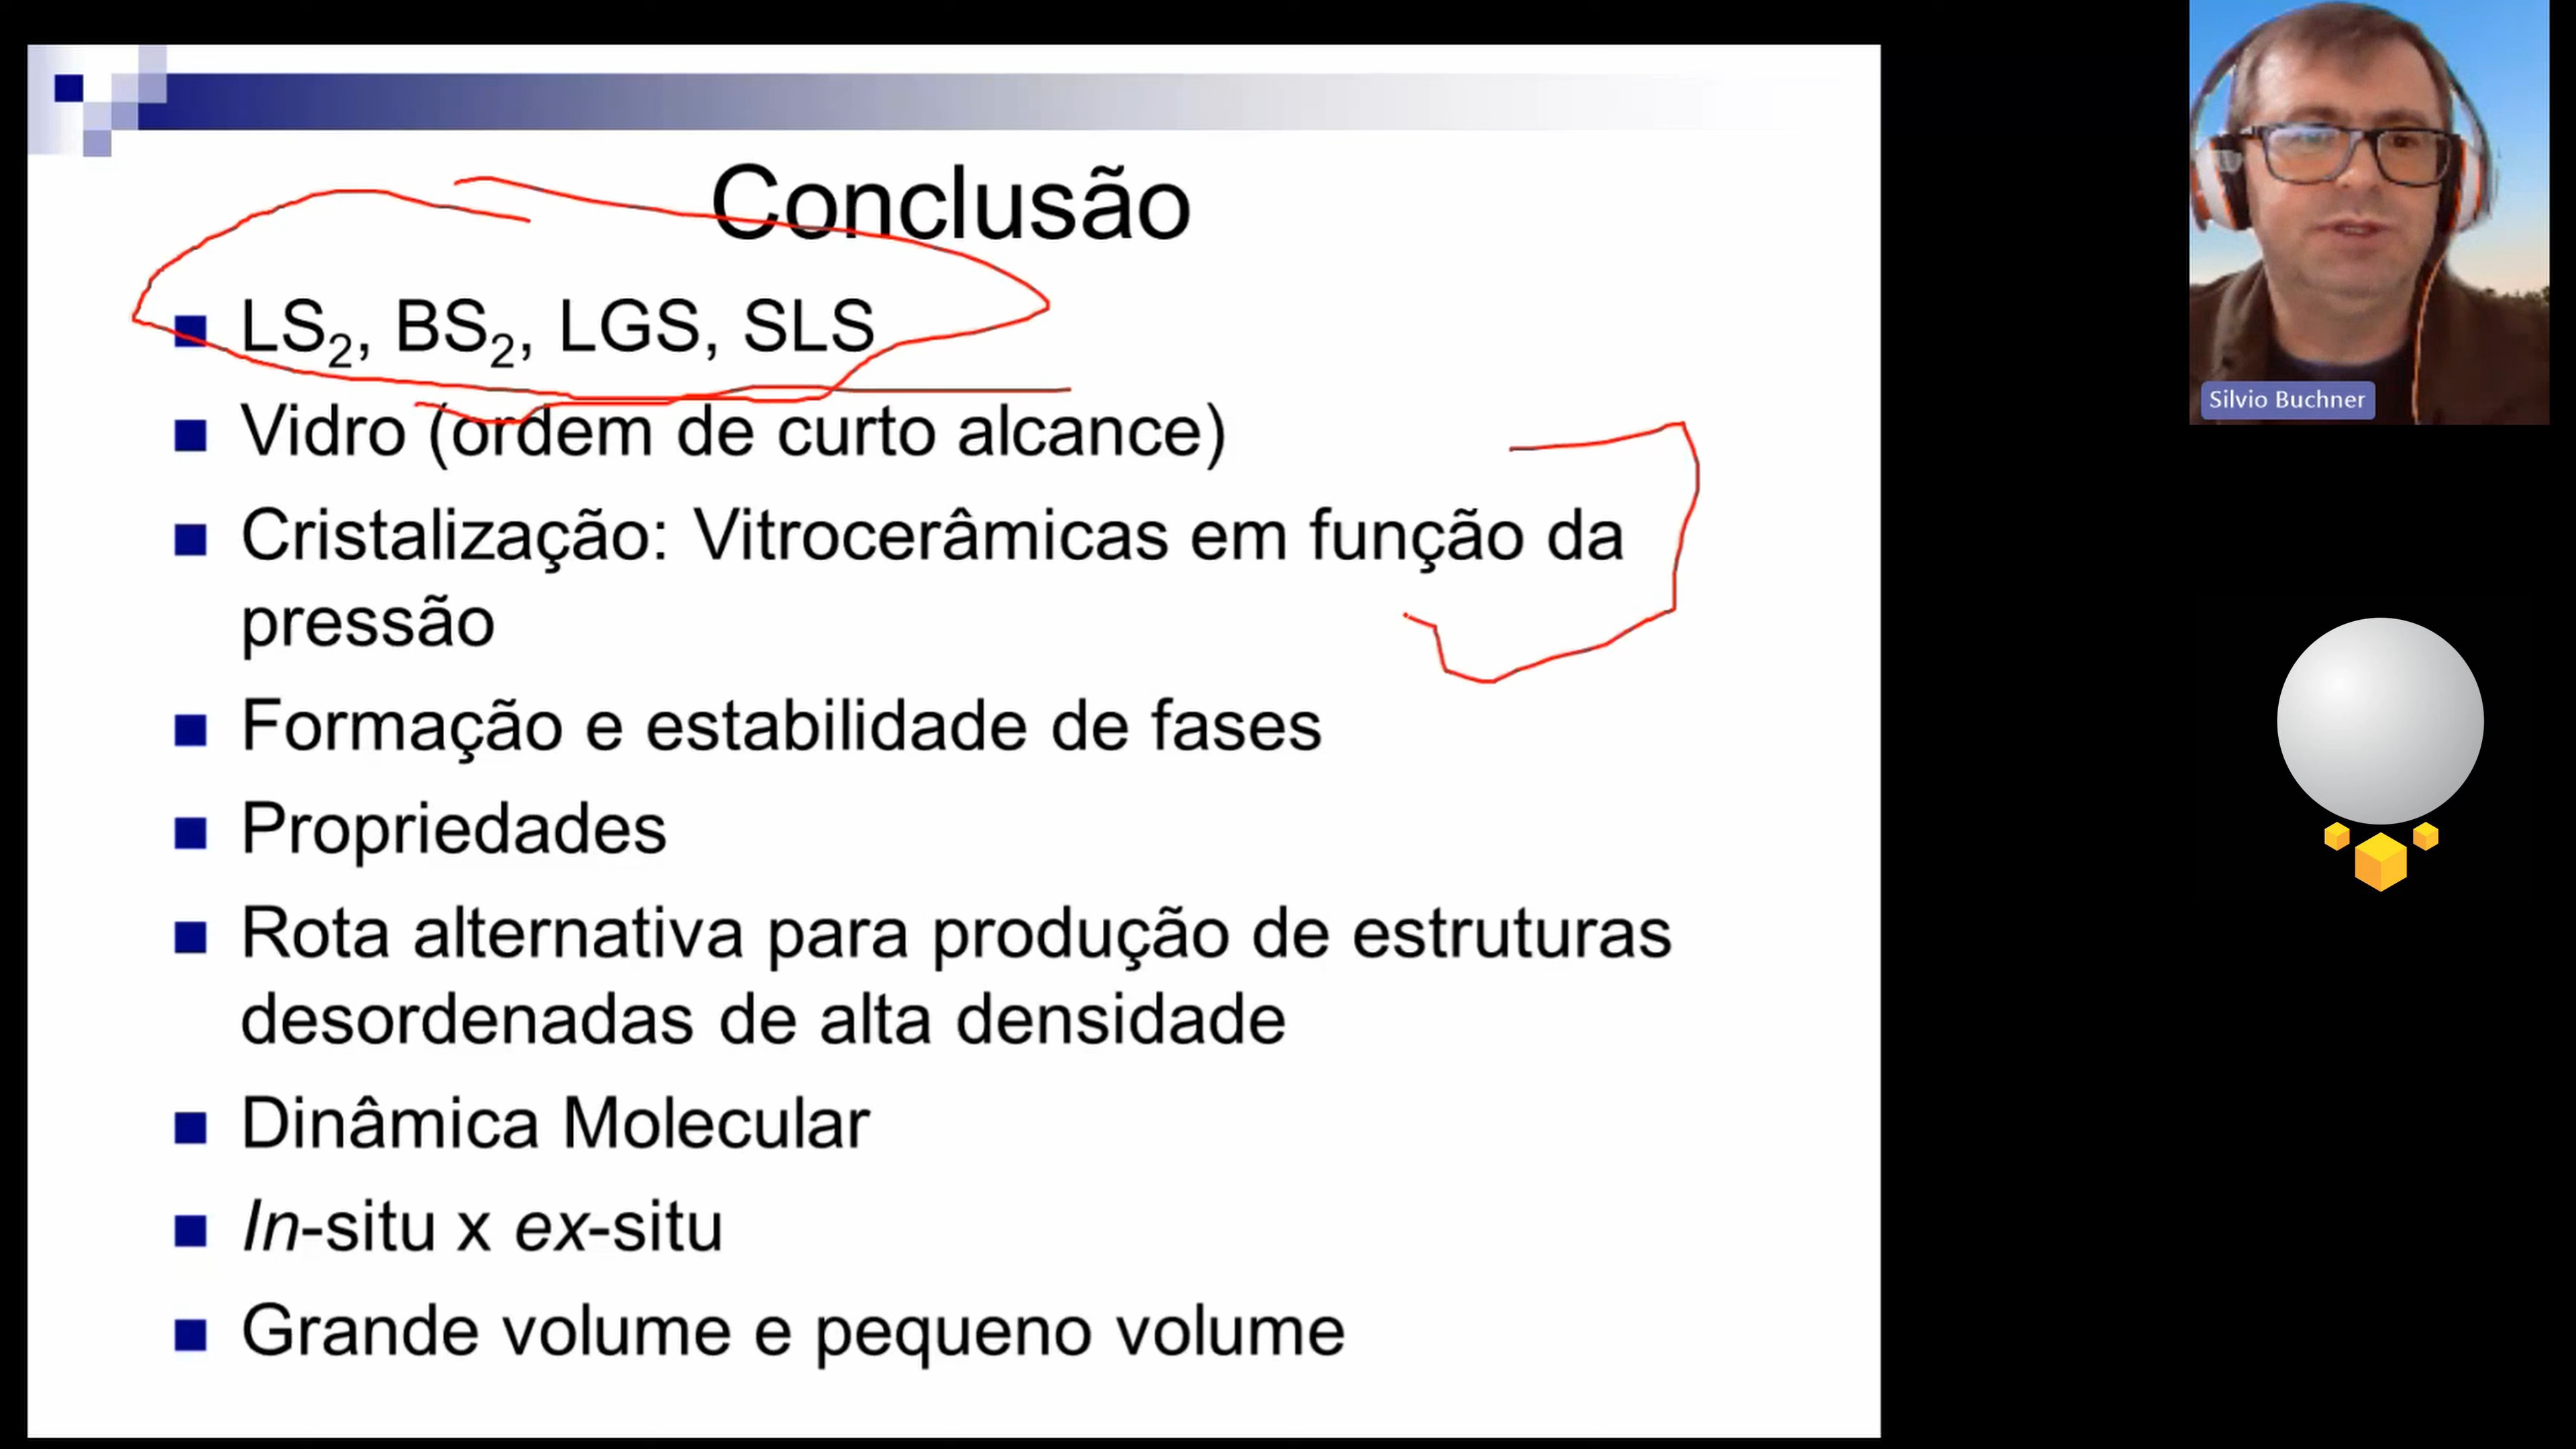 Conclusão
LS₂, BS₂, LGS, SLS
Vidro (ordem de curto alcance)
Cristalização: Vitrocerâmicas em função da
pressão
Formação e estabilidade de fases
Propriedades
Rota alternativa para produção de estruturas
desordenadas de alta densidade
Dinâmica Molecular
In-situ x ex-situ
Grande volume e pequeno volume
Silvio Buchner